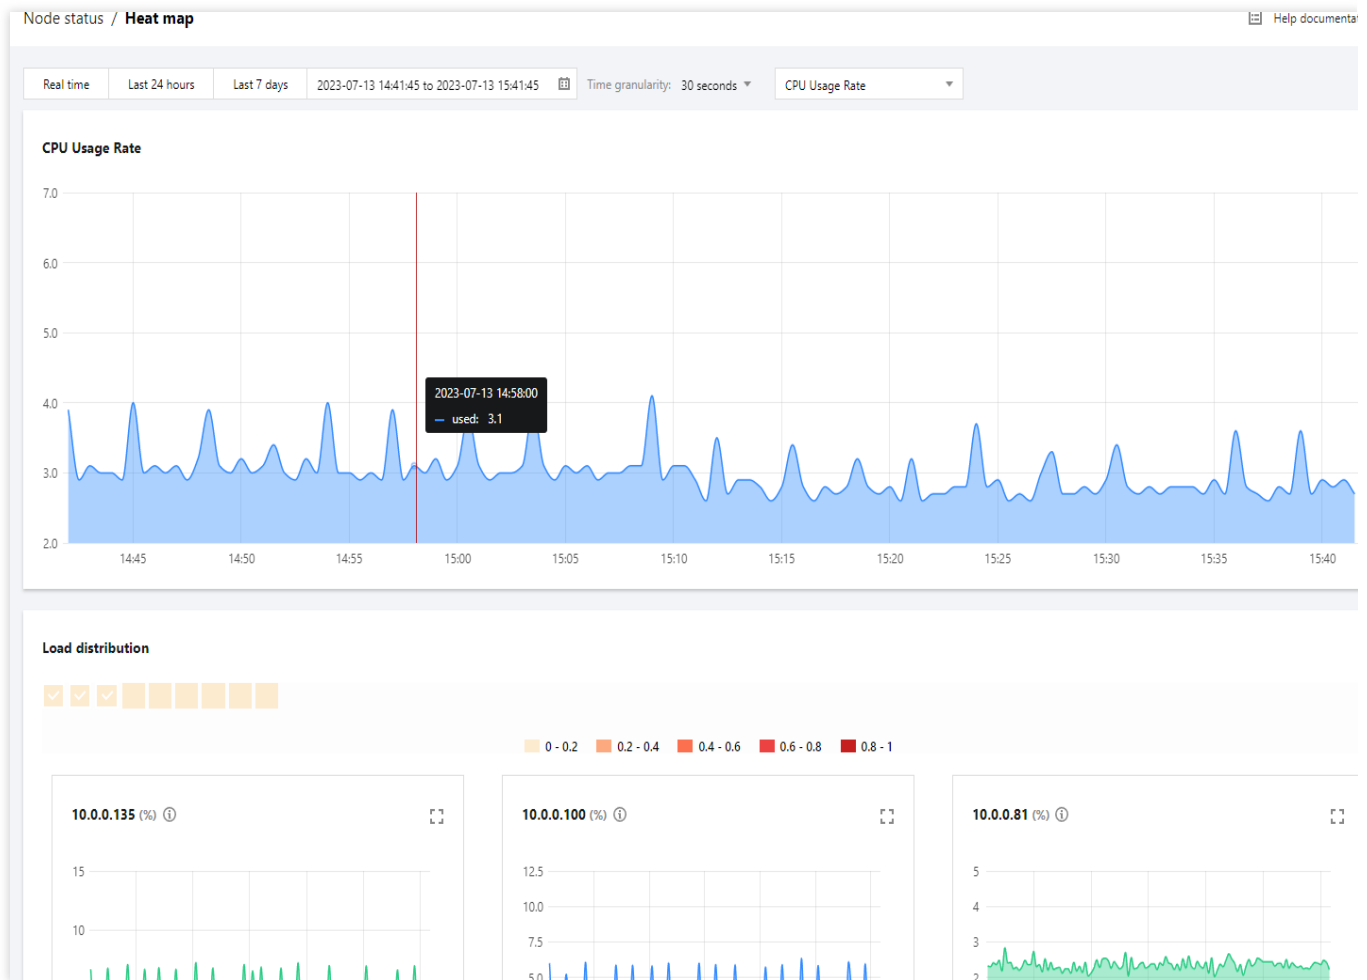 Node status / Heat map
Help documenta
Real time Last 24 hours Last 7 days 2023-07-13 14:41:45 to 2023-07-13 15:41:45 Time granularity: 30 seconds CPU Usage Rate
CPU Usage Rate
7.0
6.0
5.0
4.0
3.0
2.0
2023-07-13 14:58:00
used: 3.1
14:45 14:50 14:55 15:00 15:05 15:10 15:15 15:20 15:25 15:30 15:35 15:40
Load distribution
0 - 0.2 0.2 - 0.4 0.4 - 0.6 0.6 - 0.8 0.8 - 1
10.0.0.135 (%)
15
10
10.0.0.100 (%)
12.5
10.0
7.5
5.0
10.0.0.81 (%)
5
4
3
2